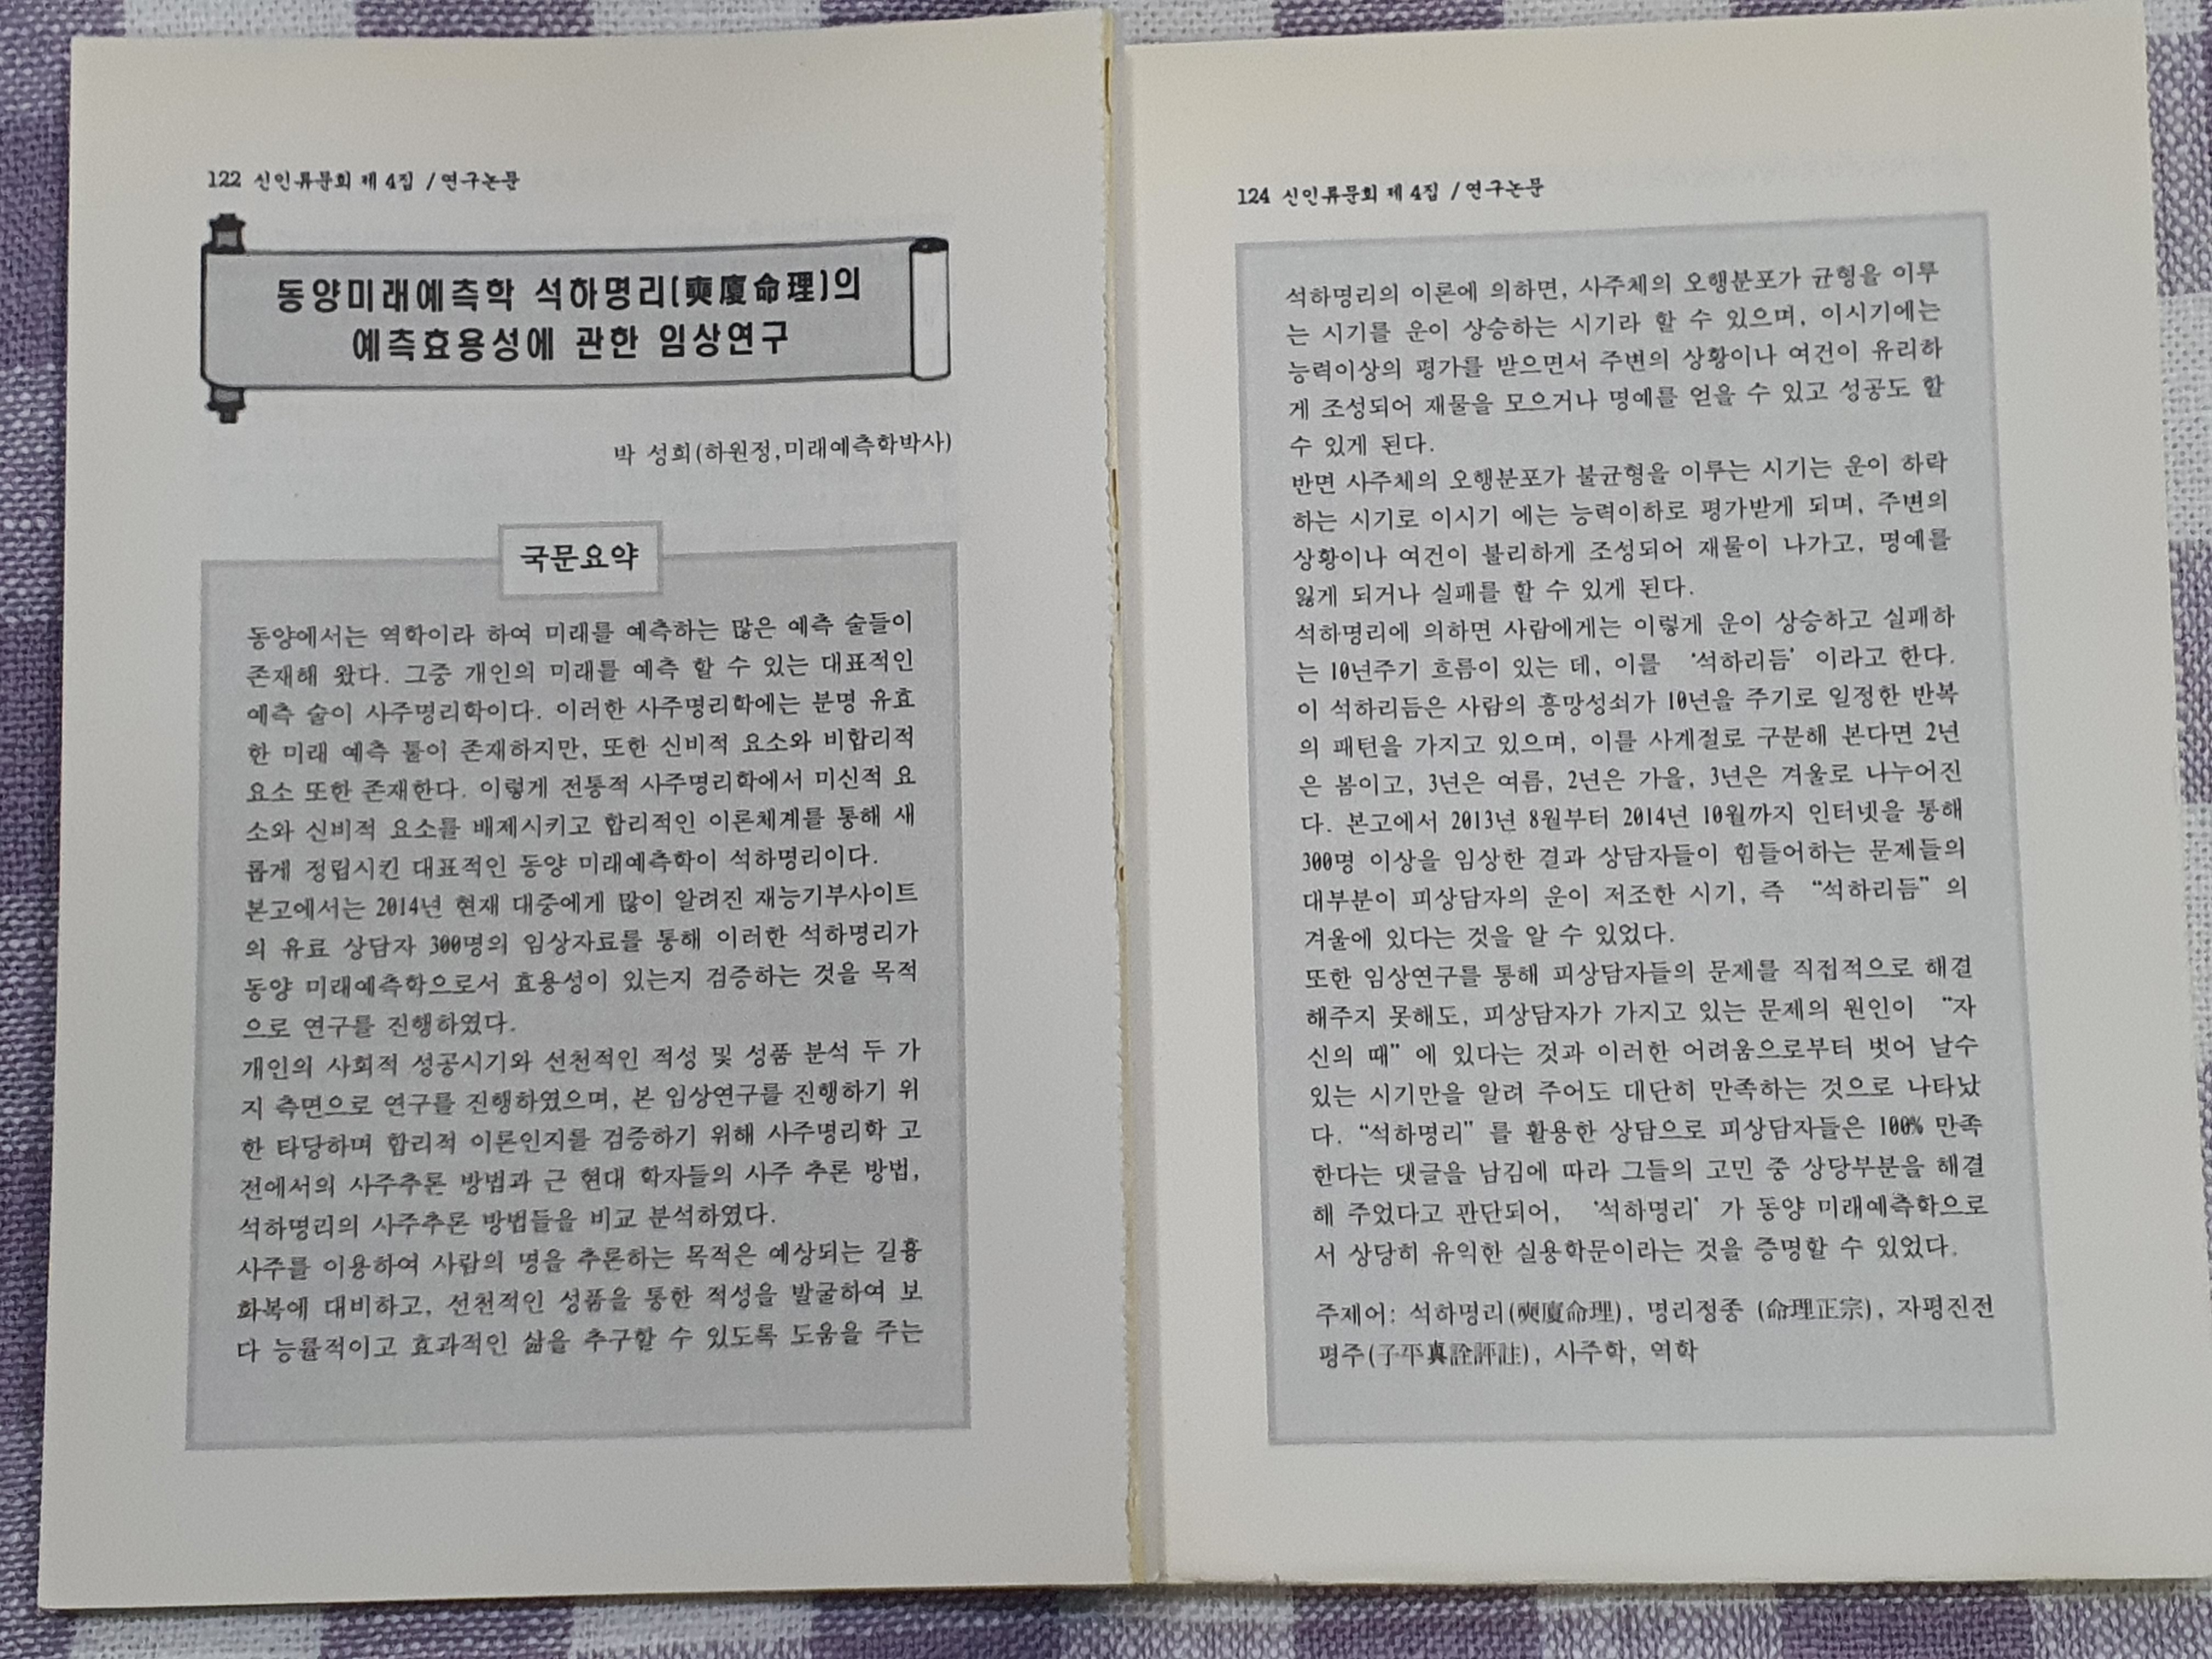 122 신인류문회 제 4집 / 연구논문
동양미래예측학 석하명리(奭廈命理)의
예측효용성에 관한 임상연구
박 성희(하원정,미래예측학박사)
국문요약
동양에서는 역학이라 하여 미래를 예측하는 많은 예측 술들이
존재해 왔다. 그중 개인의 미래를 예측 할 수 있는 대표적인
예측 술이 사주명리학이다. 이러한 사주명리학에는 분명 유효
한 미래 예측 툴이 존재하지만, 또한 신비적 요소와 비합리적
요소 또한 존재한다. 이렇게 전통적 사주명리학에서 미신적 요
소와 신비적 요소를 배제시키고 합리적인 이론체계를 통해 새
롭게 정립시킨 대표적인 동양 미래예측학이 석하명리이다.
본고에서는 2014년 현재 대중에게 많이 알려진 재능기부사이트
의 유료 상담자 300명의 임상자료를 통해 이러한 석하명리가
동양 미래예측학으로서 효용성이 있는지 검증하는 것을 목적
으로 연구를 진행하였다.
개인의 사회적 성공시기와 선천적인 적성 및 성품 분석 두 가
지 측면으로 연구를 진행하였으며, 본 임상연구를 진행하기 위
한 타당하며 합리적 이론인지를 검증하기 위해 사주명리학 고
전에서의 사주추론 방법과 근 현대 학자들의 사주 추론 방법,
석하명리의 사주추론 방법들을 비교 분석하였다.
사주를 이용하여 사람의 명을 추론하는 목적은 예상되는 길흉
화복에 대비하고, 선천적인 성품을 통한 적성을 발굴하여 보
다 능률적이고 효과적인 삶을 추구할 수 있도록 도움을 주는
124 신인류문회 제 4집 / 연구논문
석하명리의 이론에 의하면, 사주체의 오행분포가 균형을 이루
는 시기를 운이 상승하는 시기라 할 수 있으며, 이시기에는
능력이상의 평가를 받으면서 주변의 상황이나 여건이 유리하
게 조성되어 재물을 모으거나 명예를 얻을 수 있고 성공도 할
수 있게 된다.
반면 사주체의 오행분포가 불균형을 이루는 시기는 운이 하락
하는 시기로 이시기 에는 능력이하로 평가받게 되며, 주변의
상황이나 여건이 불리하게 조성되어 재물이 나가고, 명예를
잃게 되거나 실패를 할 수 있게 된다.
석하명리에 의하면 사람에게는 이렇게 운이 상승하고 실패하
는 10년주기 흐름이 있는 데, 이를 '석하리듬' 이라고 한다.
이 석하리듬은 사람의 흥망성쇠가 10년을 주기로 일정한 반복
의 패턴을 가지고 있으며, 이를 사계절로 구분해 본다면 2년
은 봄이고, 3년은 여름, 2년은 가을, 3년은 겨울로 나누어진
다. 본고에서 2013년 8월부터 2014년 10월까지 인터넷을 통해
300명 이상을 임상한 결과 상담자들이 힘들어하는 문제들의
대부분이 피상담자의 운이 저조한 시기, 즉 “석하리듬” 의
겨울에 있다는 것을 알 수 있었다.
또한 임상연구를 통해 피상담자들의 문제를 직접적으로 해결
해주지 못해도, 피상담자가 가지고 있는 문제의 원인이 “자
신의 때” 에 있다는 것과 이러한 어려움으로부터 벗어 날수
있는 시기만을 알려 주어도 대단히 만족하는 것으로 나타났
다. “석하명리” 를 활용한 상담으로 피상담자들은 100% 만족
한다는 댓글을 남김에 따라 그들의 고민 중 상당부분을 해결
해 주었다고 판단되어, '석하명리' 가 동양 미래예측학으로
서 상당히 유익한 실용학문이라는 것을 증명할 수 있었다.
주제어: 석하명리(奭廈命理), 명리정종 (命理正宗), 자평진전
평주(子平真詮評註), 사주학, 역학